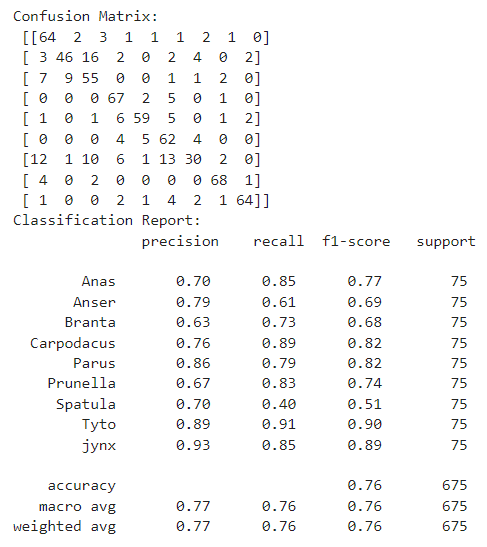 Confusion Matrix:
[[64 2 3 1 1 1 2 1 0]
[ 3 46 16 2 0 2 4 0 2]
[ 7 9 55 0 0 1 1 2 0]
[ 0 0 0 67 2 5 0 1 0]
[ 1 0 1 6 59 5 0 1 2]
[ 0 0 0 4 5 62 4 0 0]
[12 1 10 6 1 13 30 2 0]
[ 4 0 2 0 0 0 0 68 1]
[ 1 0 0 2 1 4 2 1 64]]
Classification Report:
precision recall f1-score support
Anas 0.70 0.85 0.77 75
Anser 0.79 0.61 0.69 75
Branta 0.63 0.73 0.68 75
Carpodacus 0.76 0.89 0.82 75
Parus 0.86 0.79 0.82 75
Prunella 0.67 0.83 0.74 75
Spatula 0.70 0.40 0.51 75
Tyto 0.89 0.91 0.90 75
jynx 0.93 0.85 0.89 75
accuracy 0.76 675
macro avg 0.77 0.76 0.76 675
weighted avg 0.77 0.76 0.76 675